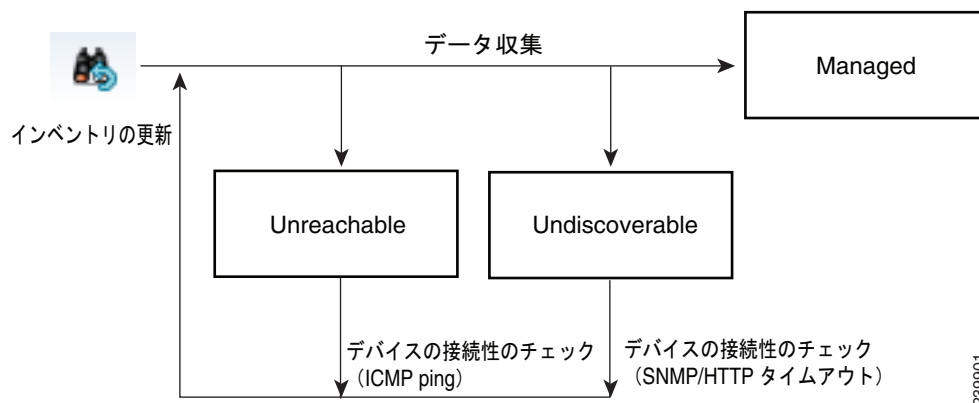 データ収集
Managed
インベントリの更新
Unreachable
Undiscoverable
デバイスの接続性のチェック
（ICMP ping）
デバイスの接続性のチェック
（SNMP/HTTP タイムアウト）